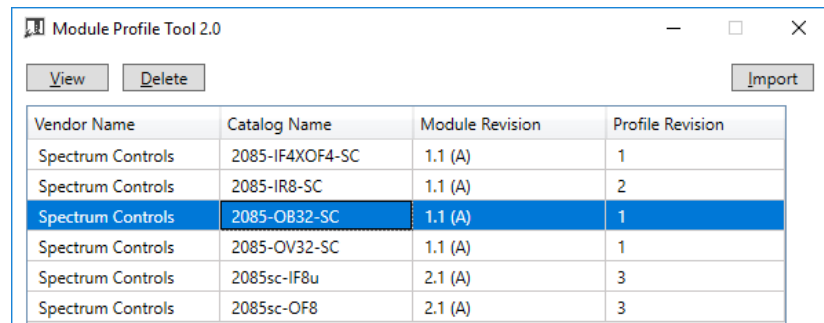 Module Profile Tool 2.0
View Delete Import
Vendor Name Catalog Name Module Revision Profile Revision
Spectrum Controls 2085-IF4XOF4-SC 1.1 (A) 1
Spectrum Controls 2085-IR8-SC 1.1 (A) 2
Spectrum Controls 2085-OB32-SC 1.1 (A) 1
Spectrum Controls 2085-OV32-SC 1.1 (A) 1
Spectrum Controls 2085sc-IF8u 2.1 (A) 3
Spectrum Controls 2085sc-OF8 2.1 (A) 3